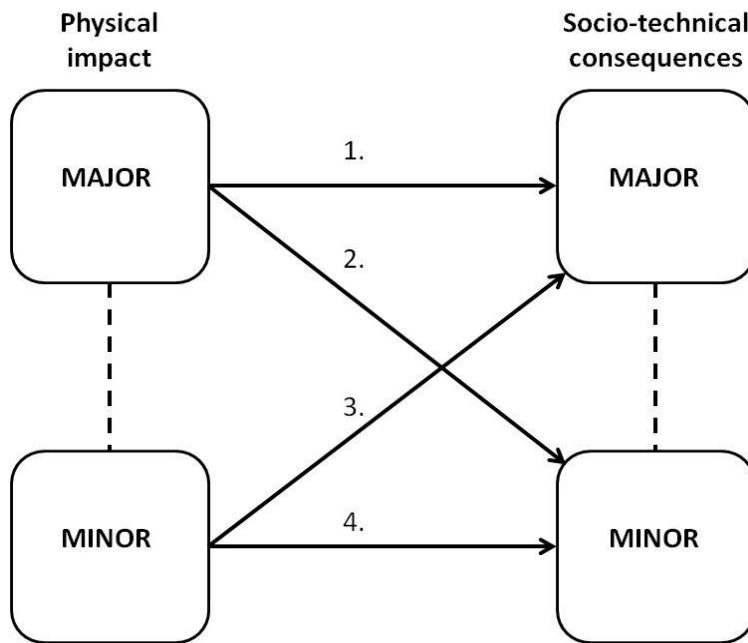 Physical
impact
Socio-technical
consequences
MAJOR
1.
MAJOR
2.
3.
MINOR
4.
MINOR